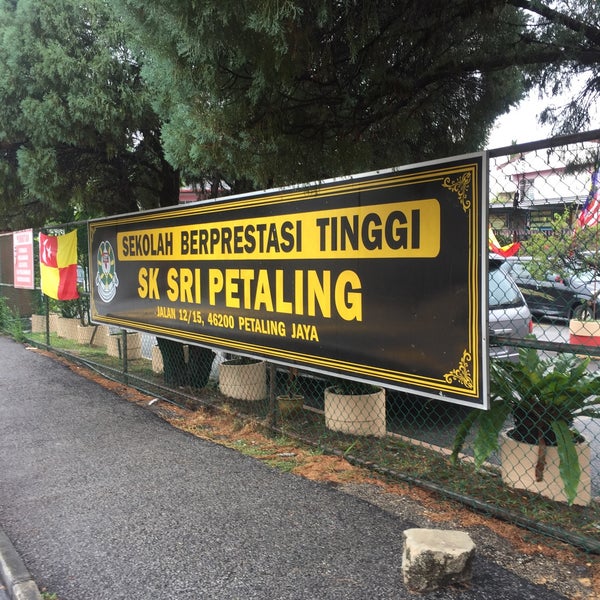 SEKOLAH BERPRESTASI TINGGI
SK SRI PETALING
JALAN 12/15, 46200 PETALING JAYA